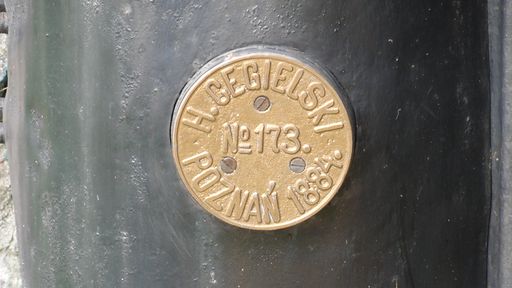 H. CEGIELSKI
No 173.
POZNAŃ 1884.